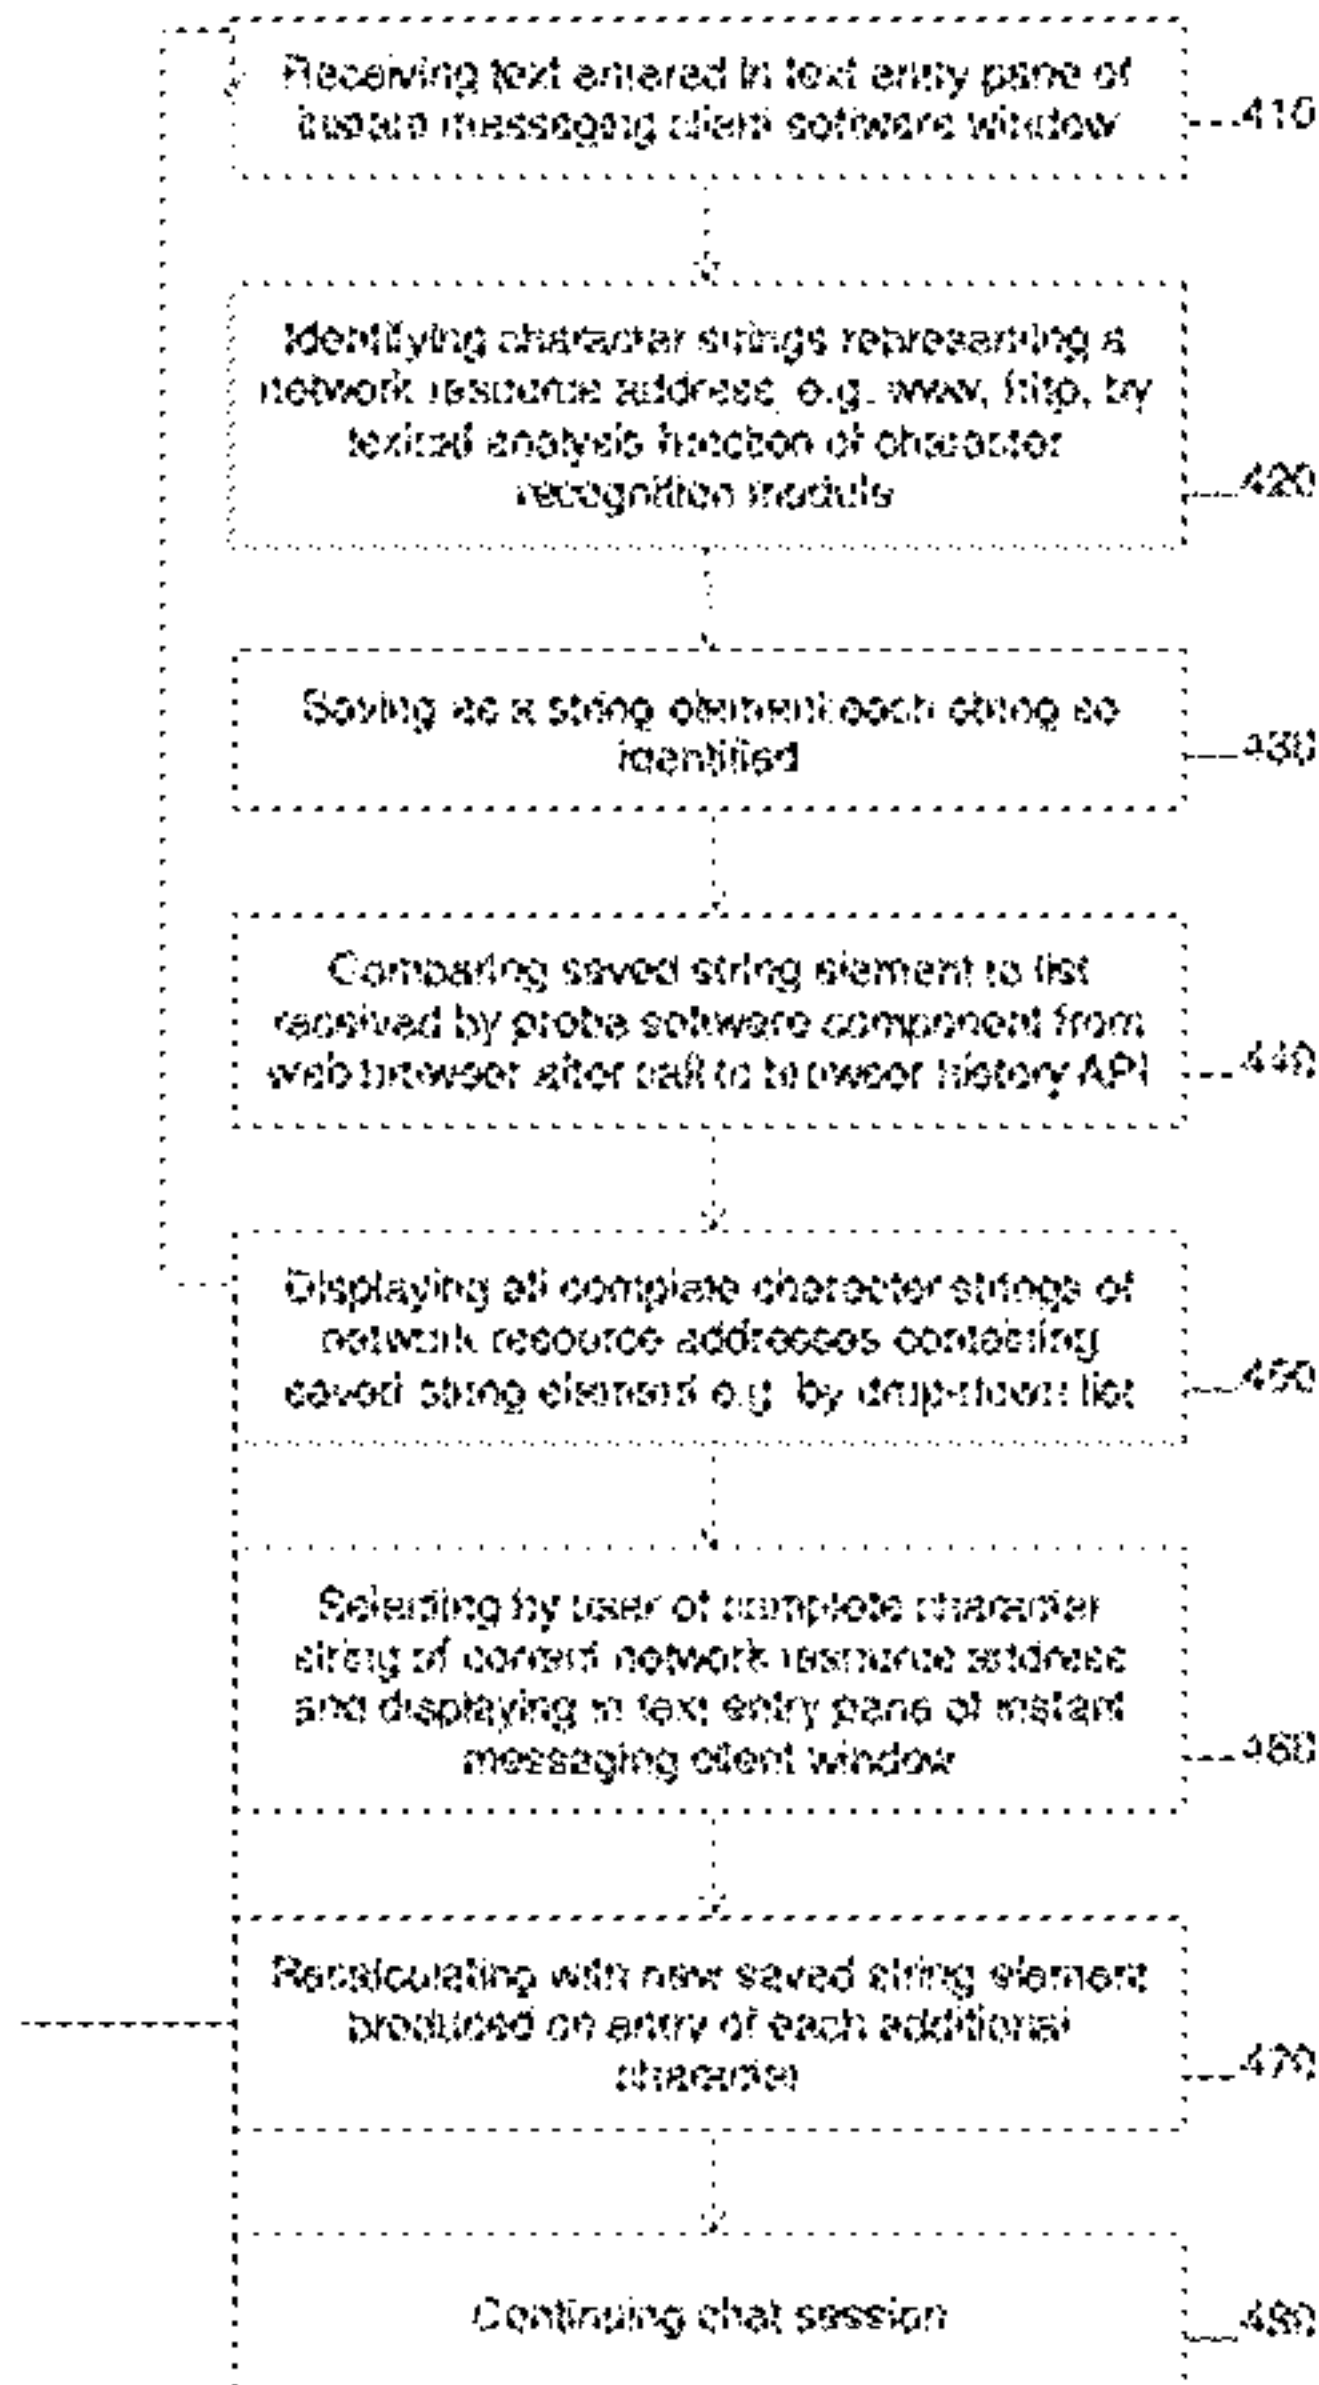 Receiving text entered in text entry pane of
instant messaging client software window
410
Identifying character strings representing a
network resource address, e.g. www, http, by
textual analysis function of character
recognition module
420
Saving as a string element each string so
identified
430
Comparing saved string element to list
received by probe software component from
web browser after call to browser history API
440
Displaying all complete character strings of
network resource addresses containing
saved string element e.g. by drop-down list
450
Selecting by user of complete character
string of correct network resource address
and displaying in text entry pane of instant
messaging client window
460
Recalculating with new saved string element
produced on entry of each additional
character
470
Continuing chat session
480